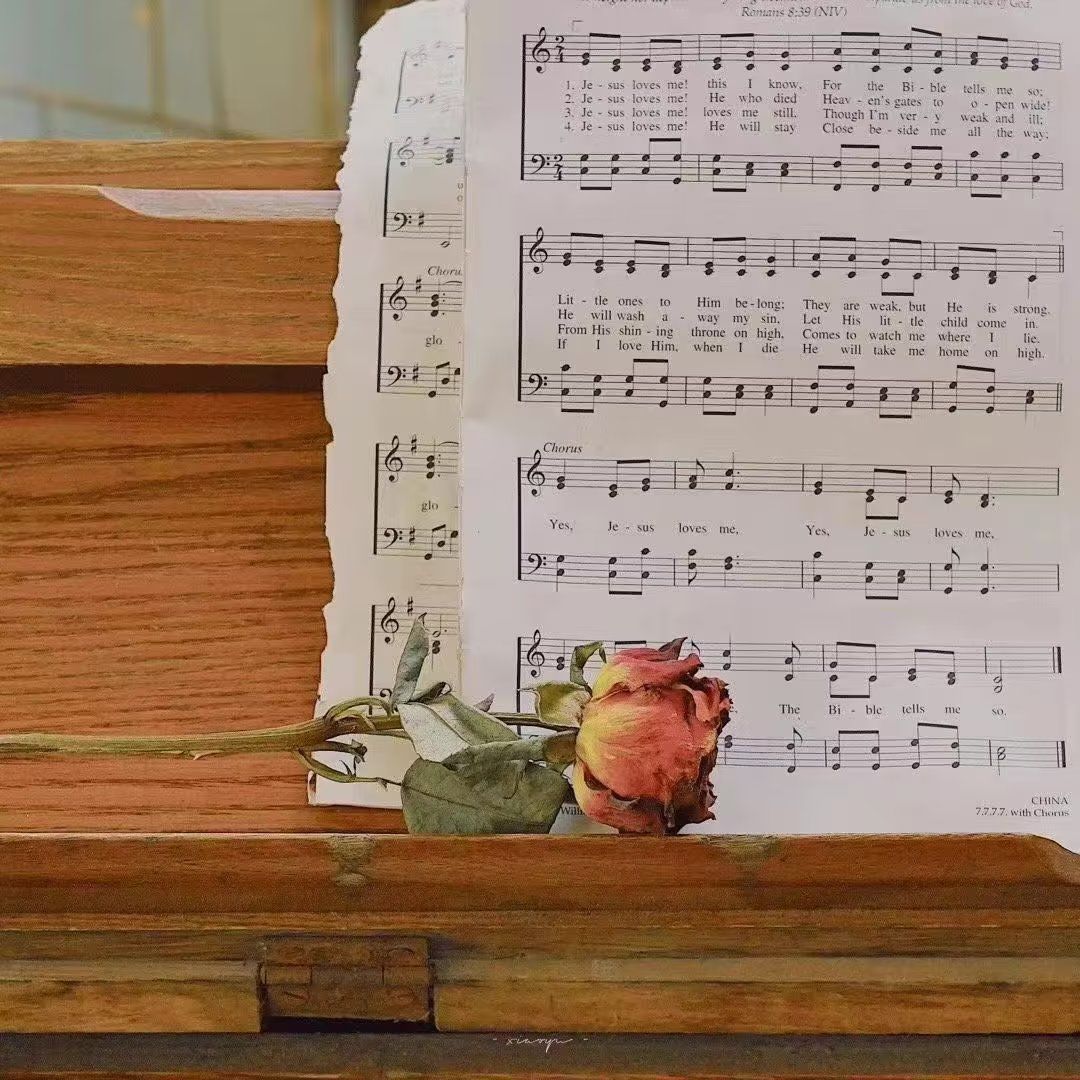 separate us from the love of God.
Romans 8:39 (NIV)
1. Je - sus loves me! this I know, For the Bi - ble tells me so;
2. Je - sus loves me! He who died Heav - en's gates to o - pen wide!
3. Je - sus loves me! loves me still, Though I'm ver - y weak and ill;
4. Je - sus loves me! He will stay Close be - side me all the way;
Lit - tle ones to Him be - long; They are weak, but He is strong.
He will wash a - way my sin, Let His lit - tle child come in.
From His shin - ing throne on high, Comes to watch me where I lie.
If I love Him, when I die He will take me home on high.
Chorus
Yes, Je - sus loves me, Yes, Je - sus loves me,
The Bi - ble tells me so.
CHINA
7.7.7.7. with Chorus
Choru
glo -
glo -